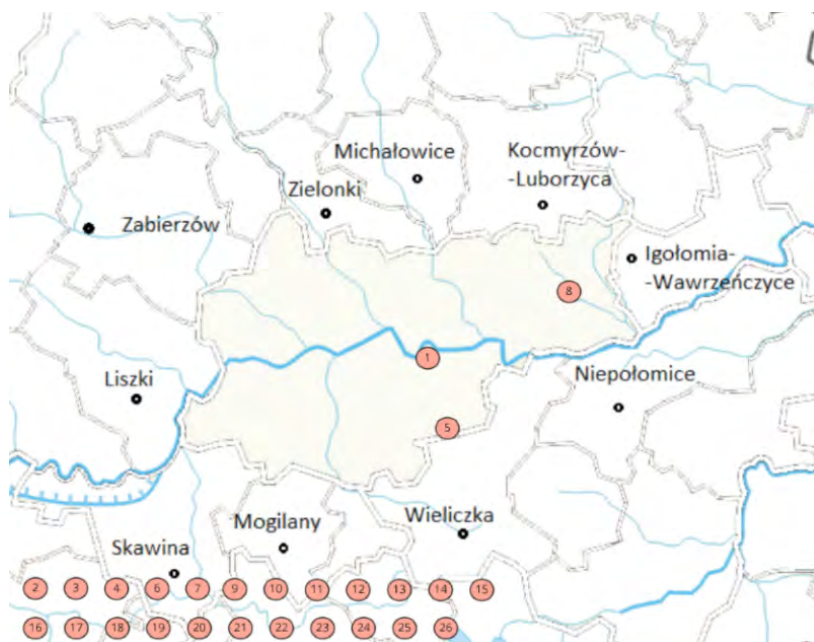 Michałowice
Kocmyrzów-
-Luborzyca
Zielonki
Zabierzów
Igołomia-
-Wawrzeńczyce
8
1
Liszki
Niepołomice
5
Wieliczka
Mogilany
Skawina
2 3 4 6 7 9 10 11 12 13 14 15
16 17 18 19 20 21 22 23 24 25 26